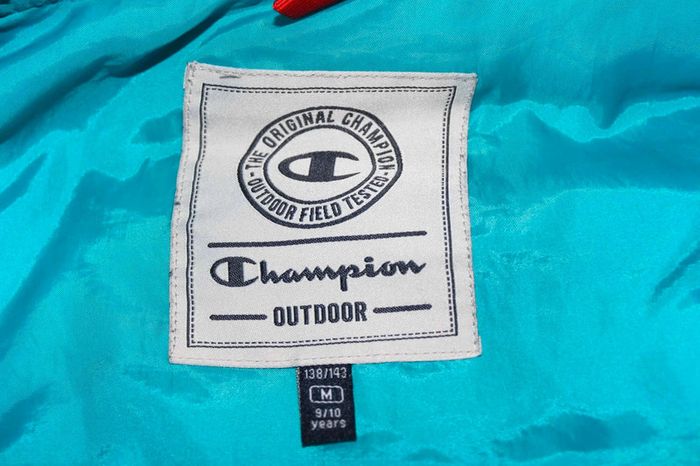 THE ORIGINAL CHAMPION
OUTDOOR FIELD TESTED
Champion
OUTDOOR
138/143
M
9/10
years